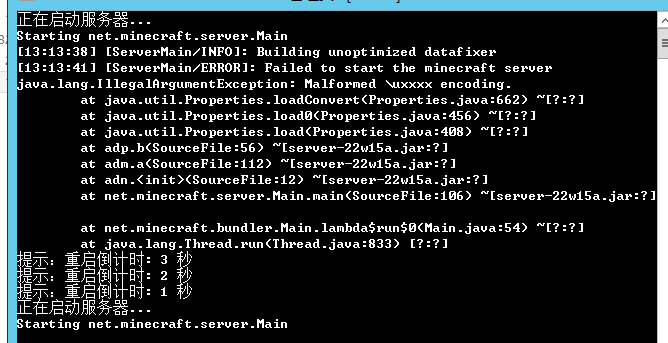 正在启动服务器...
Starting net.minecraft.server.Main
[13:13:38] [ServerMain/INFO]: Building unoptimized datafixer
[13:13:41] [ServerMain/ERROR]: Failed to start the minecraft server
java.lang.IllegalArgumentException: Malformed \uxxxx encoding.
at java.util.Properties.loadConvert(Properties.java:662) ~[?:?]
at java.util.Properties.load0(Properties.java:456) ~[?:?]
at java.util.Properties.load(Properties.java:408) ~[?:?]
at adp.b(SourceFile:56) ~[server-22w15a.jar:?]
at adm.a(SourceFile:112) ~[server-22w15a.jar:?]
at adn.<init>(SourceFile:12) ~[server-22w15a.jar:?]
at net.minecraft.server.Main.main(SourceFile:106) ~[server-22w15a.jar:?]
at net.minecraft.bundler.Main.lambda$run$0(Main.java:54) ~[?:?]
at java.lang.Thread.run(Thread.java:833) [?:?]
提示：重启倒计时: 3 秒
提示：重启倒计时: 2 秒
提示：重启倒计时: 1 秒
正在启动服务器...
Starting net.minecraft.server.Main